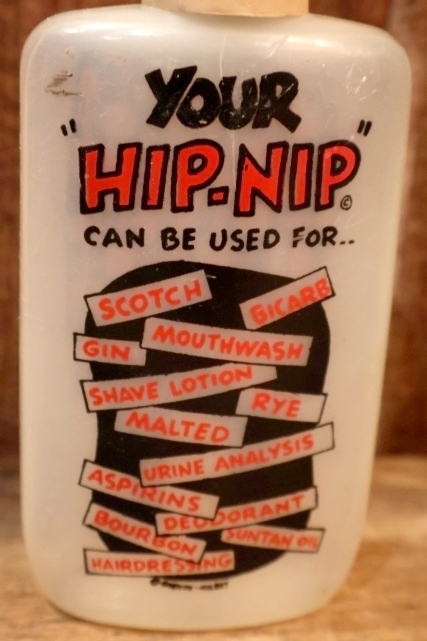 YOUR
"HIP-NIP"©
CAN BE USED FOR..
SCOTCH
BICARB
GIN
MOUTHWASH
SHAVE LOTION
RYE
MALTED
URINE ANALYSIS
ASPIRINS
DEODORANT
BOURBON
SUNTAN OIL
HAIRDRESSING